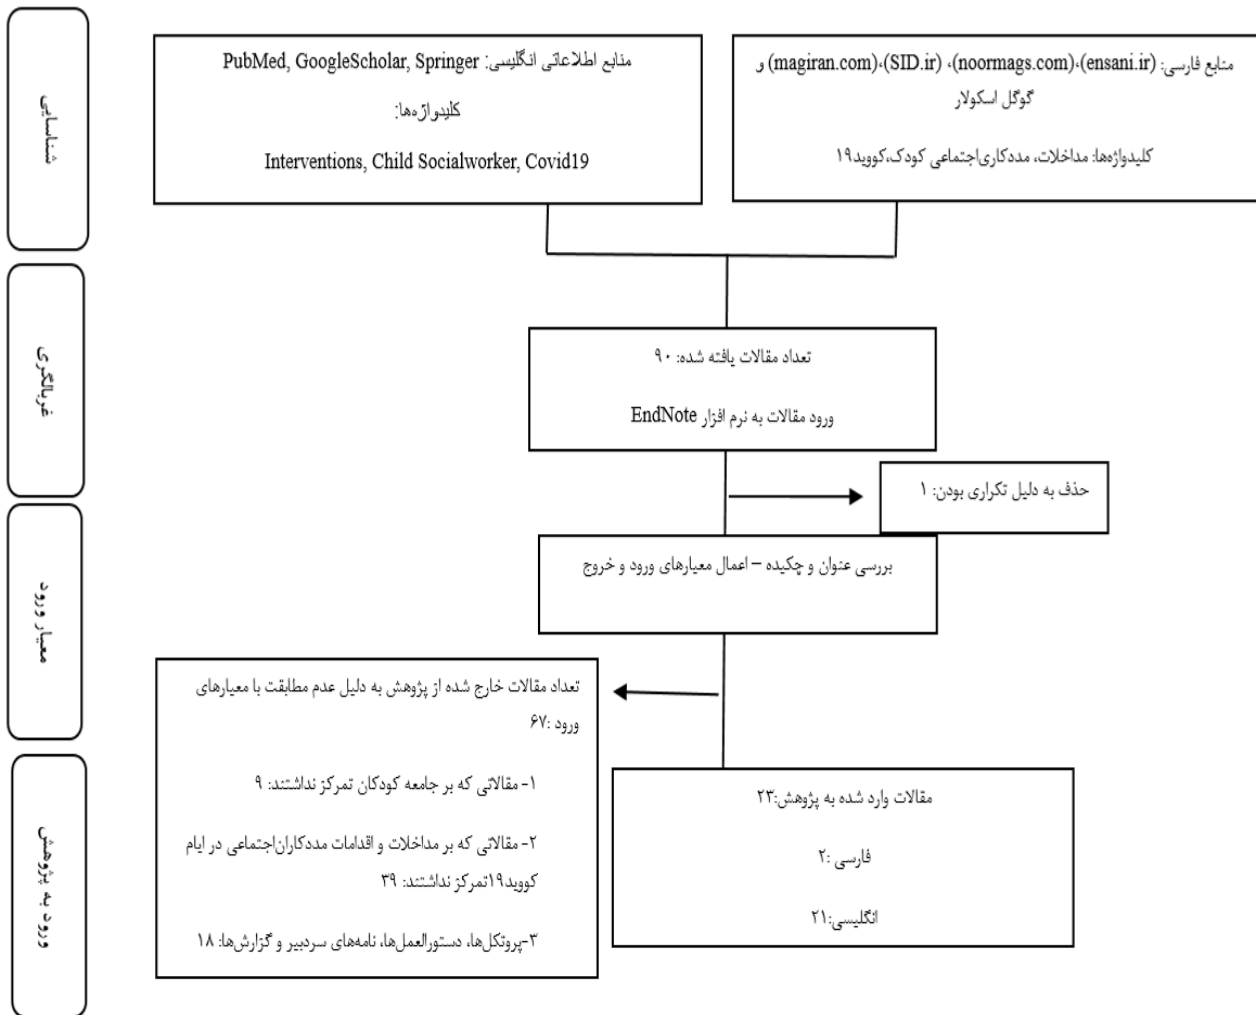 شناسایی
منابع فارسی: (ensani.ir)،(noormags.com)، (SID.ir)،(magiran.com) و
گوگل اسکولار
کلیدواژه‌ها: مداخلات، مددکاری‌اجتماعی کودک،کووید۱۹
منابع اطلاعاتی انگلیسی: PubMed, GoogleScholar, Springer
کلیدواژه‌ها:
Interventions, Child Socialworker, Covid19
غربالگری
تعداد مقالات یافته شده: ۹۰
ورود مقالات به نرم افزار EndNote
حذف به دلیل تکراری بودن: ۱
معیار ورود
بررسی عنوان و چکیده – اعمال معیارهای ورود و خروج
تعداد مقالات خارج شده از پژوهش به دلیل عدم مطابقت با معیارهای
ورود :۶۷
۱- مقالاتی که بر جامعه کودکان تمرکز نداشتند: ۹
۲- مقالاتی که بر مداخلات و اقدامات مددکاران‌اجتماعی در ایام
کووید۱۹تمرکز نداشتند: ۳۹
۳-پروتکل‌ها، دستورالعمل‌ها، نامه‌های سردبیر و گزارش‌ها: ۱۸
ورود به پژوهش
مقالات وارد شده به پژوهش:۲۳
فارسی :۲
انگلیسی:۲۱